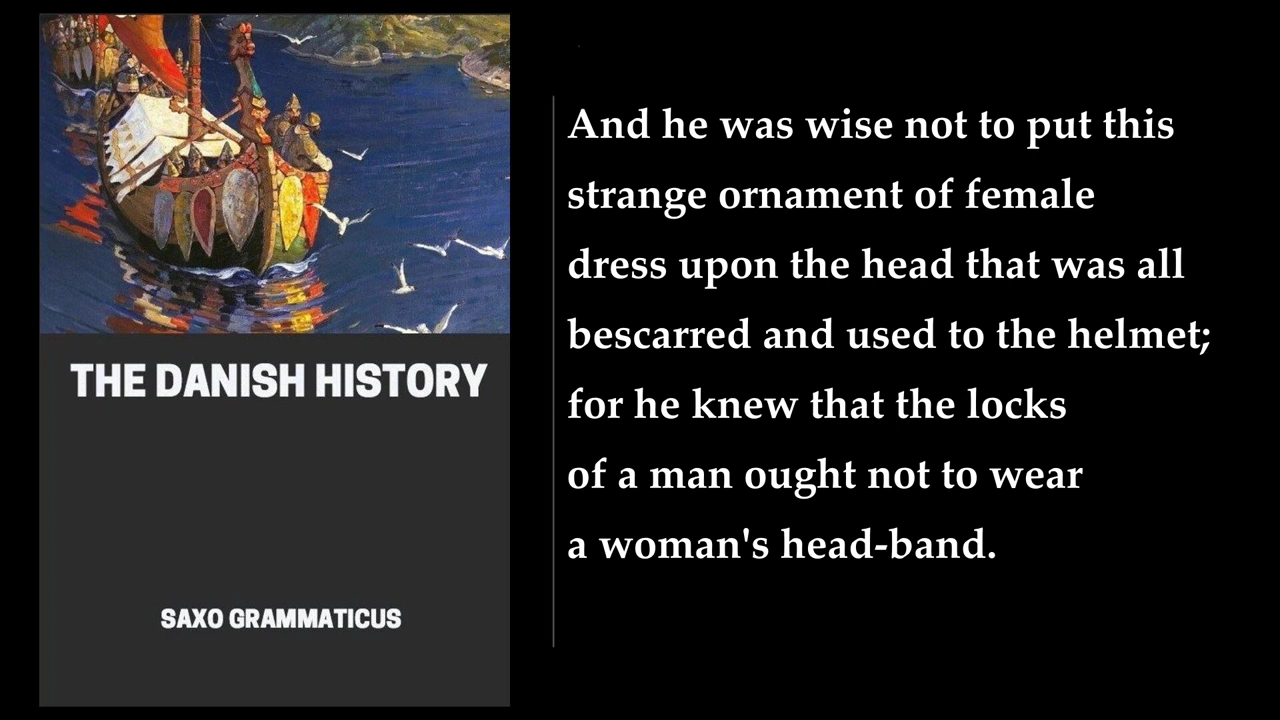 THE DANISH HISTORY
SAXO GRAMMATICUS
And he was wise not to put this
strange ornament of female
dress upon the head that was all
bescarred and used to the helmet;
for he knew that the locks
of a man ought not to wear
a woman's head-band.